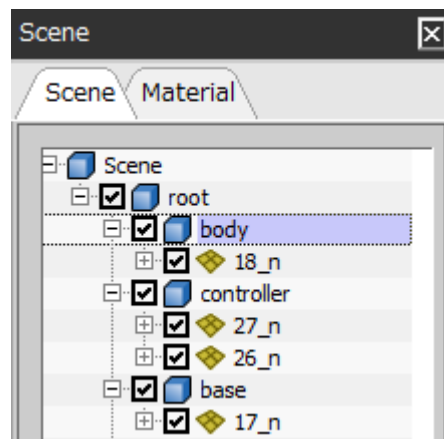 Scene
Scene Material
Scene
root
body
18_n
controller
27_n
26_n
base
17_n